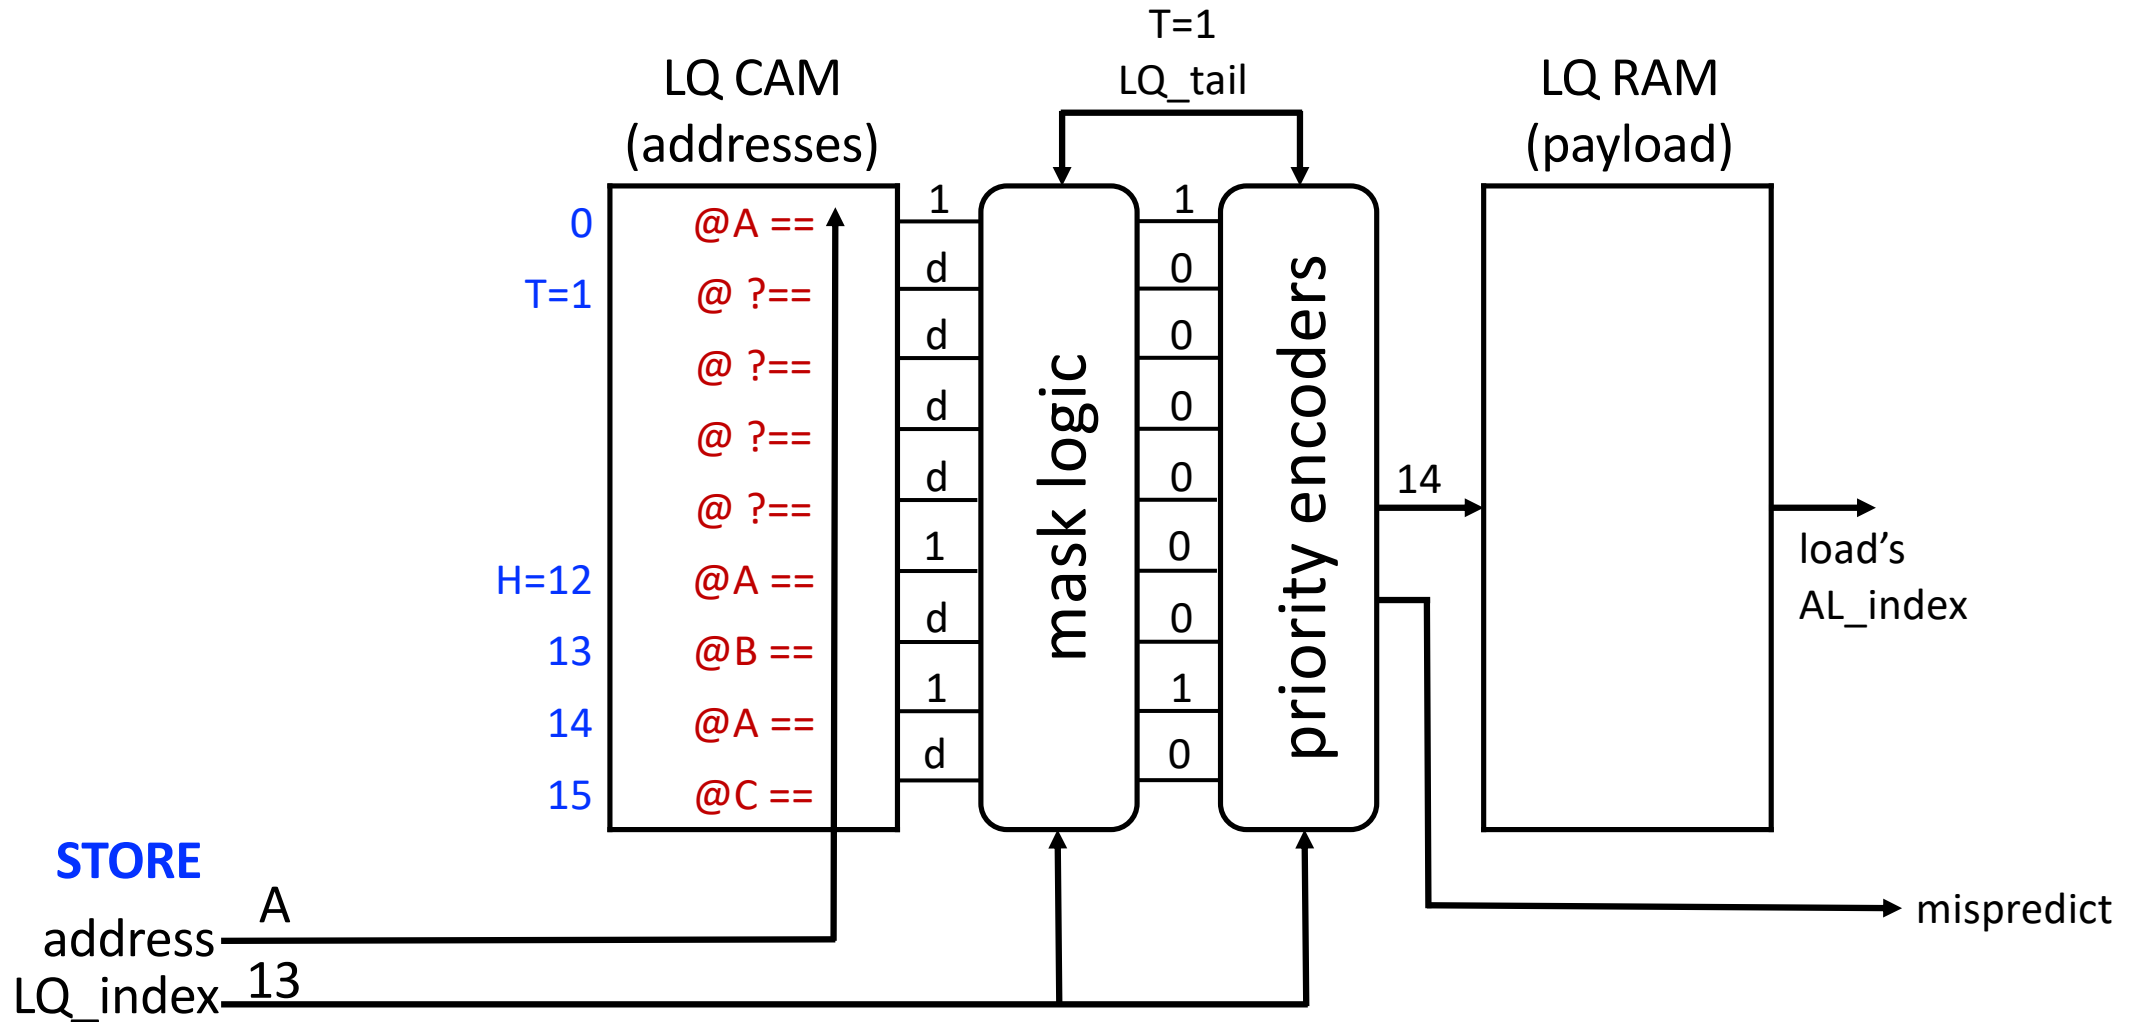 T=1
LQ_tail
LQ CAM
(addresses)
LQ RAM
(payload)
0
@A ==
1
1
T=1
@ ?==
d
0
@ ?==
d
0
@ ?==
d
0
@ ?==
d
0
H=12
@A ==
1
0
13
@B ==
d
0
14
@A ==
1
1
15
@C ==
d
0
mask logic
priority encoders
14
load's
AL_index
mispredict
STORE
address
A
LQ_index
13